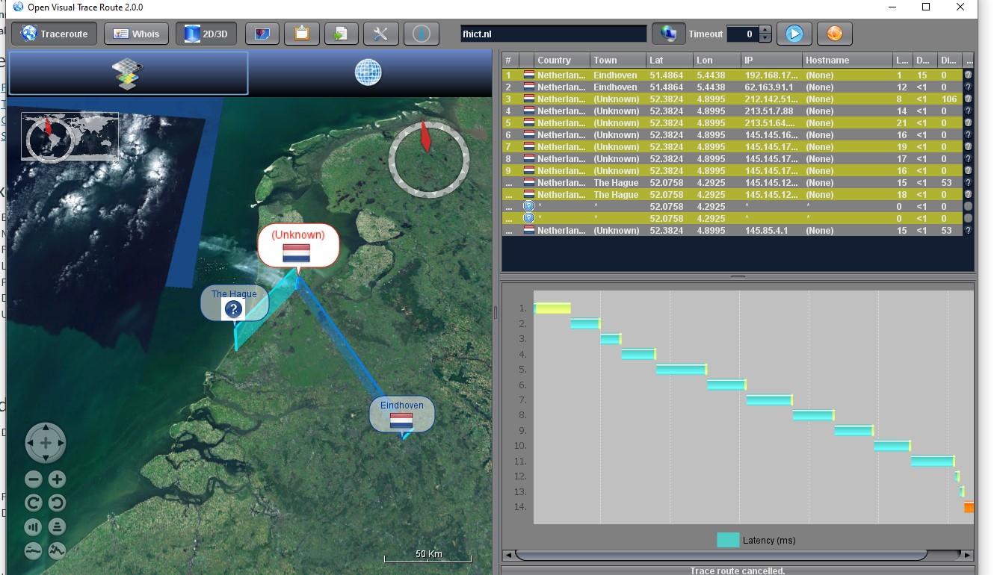 Open Visual Trace Route 2.0.0
Traceroute Whois 2D/3D fhict.nl Timeout 0
# Country Town Lat Lon IP Hostname L... D... Di... ...
1 Netherlan... Eindhoven 51.4864 5.4438 192.168.17... (None) 1 15 0 ?
2 Netherlan... Eindhoven 51.4864 5.4438 62.163.91.1 (None) 12 <1 0 ?
3 Netherlan... (Unknown) 52.3824 4.8995 212.142.51... (None) 8 <1 106 ?
4 Netherlan... (Unknown) 52.3824 4.8995 213.51.7.88 (None) 14 <1 0 ?
5 Netherlan... (Unknown) 52.3824 4.8995 213.51.64.... (None) 21 <1 0 ?
6 Netherlan... (Unknown) 52.3824 4.8995 145.145.16... (None) 16 <1 0 ?
7 Netherlan... (Unknown) 52.3824 4.8995 145.145.17... (None) 19 <1 0 ?
8 Netherlan... (Unknown) 52.3824 4.8995 145.145.17... (None) 17 <1 0 ?
9 Netherlan... (Unknown) 52.3824 4.8995 145.145.17... (None) 16 <1 0 ?
... Netherlan... The Hague 52.0758 4.2925 145.145.12... (None) 15 <1 53 ?
... Netherlan... The Hague 52.0758 4.2925 145.145.12... (None) 18 <1 0 ?
... ? * * 52.0758 4.2925 * * 0 <1 0
... ? * * 52.0758 4.2925 * * 0 <1 0
... Netherlan... (Unknown) 52.3824 4.8995 145.85.4.1 (None) 15 <1 53 ?
(Unknown)
The Hague
?
Eindhoven
50 Km
1.
2.
3.
4.
5.
6.
7.
8.
9.
10.
11.
12.
13.
14.
Latency (ms)
Trace route cancelled.